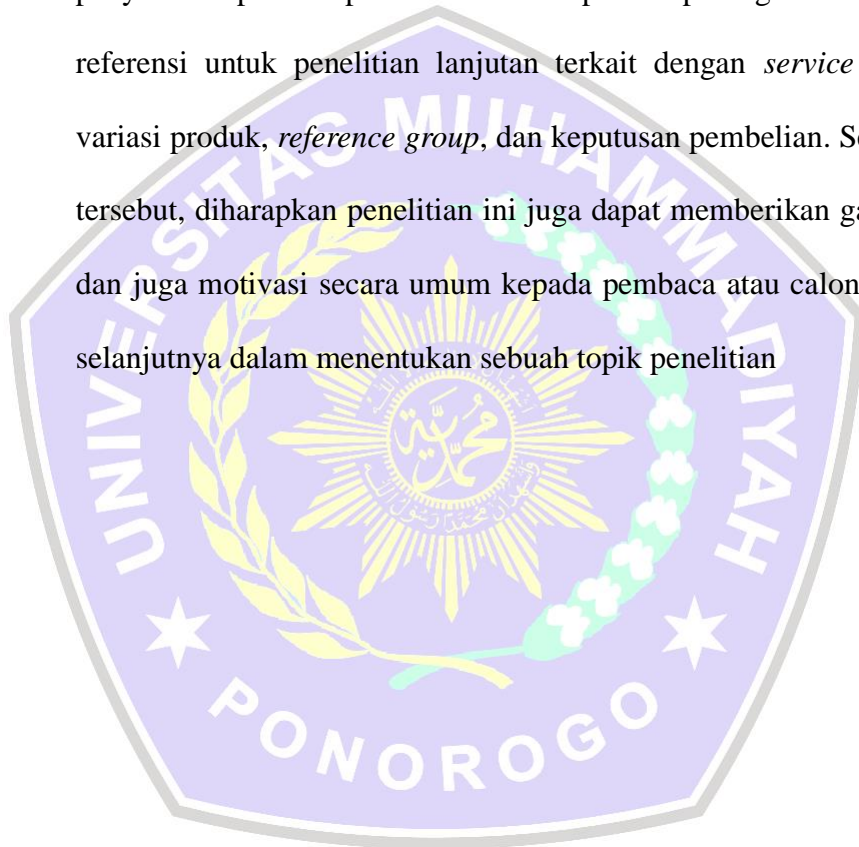 referensi untuk penelitian lanjutan terkait dengan service
variasi produk, reference group, dan keputusan pembelian.
tersebut, diharapkan penelitian ini juga dapat memberikan
dan juga motivasi secara umum kepada pembaca atau calon
selanjutnya dalam menentukan sebuah topik penelitian
UNIVERSITAS MUHAMMADIYAH
محمدية
PONOROGO